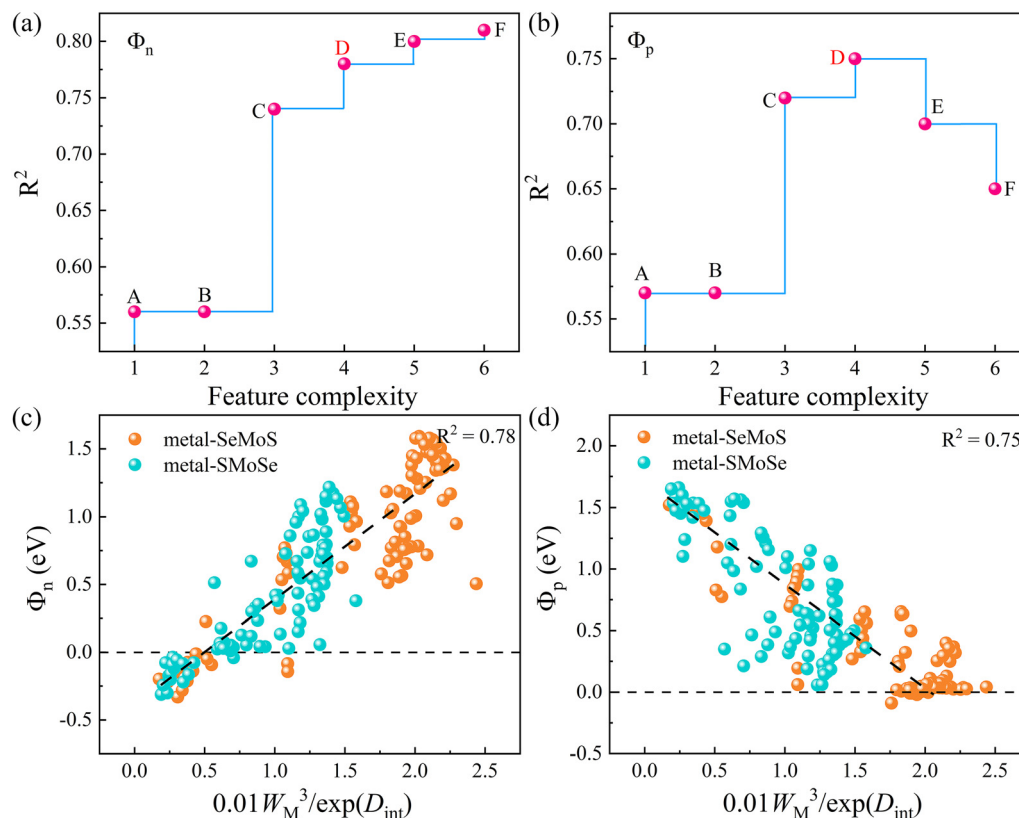 (a)
Φn
0.80
0.75
0.70
0.65
0.60
0.55
R²
A
B
C
D
E
F
1 2 3 4 5 6
Feature complexity
(b)
Φp
0.75
0.70
0.65
0.60
0.55
R²
A
B
C
D
E
F
1 2 3 4 5 6
Feature complexity
(c)
metal-SeMoS
metal-SMoSe
R² = 0.78
1.5
1.0
0.5
0.0
-0.5
Φn (eV)
0.0 0.5 1.0 1.5 2.0 2.5
0.01WM³/exp(Dint)
(d)
metal-SeMoS
metal-SMoSe
R² = 0.75
2.0
1.5
1.0
0.5
0.0
-0.5
Φp (eV)
0.0 0.5 1.0 1.5 2.0 2.5
0.01WM³/exp(Dint)